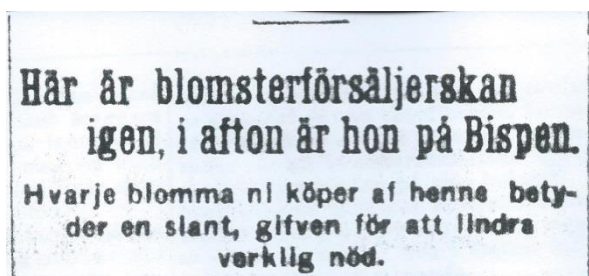 Här är blomsterförsäljerskan
igen, i afton är hon på Bispen.
Hvarje blomma ni köper af henne bety-
der en slant, gifven för att lindra
verklig nöd.